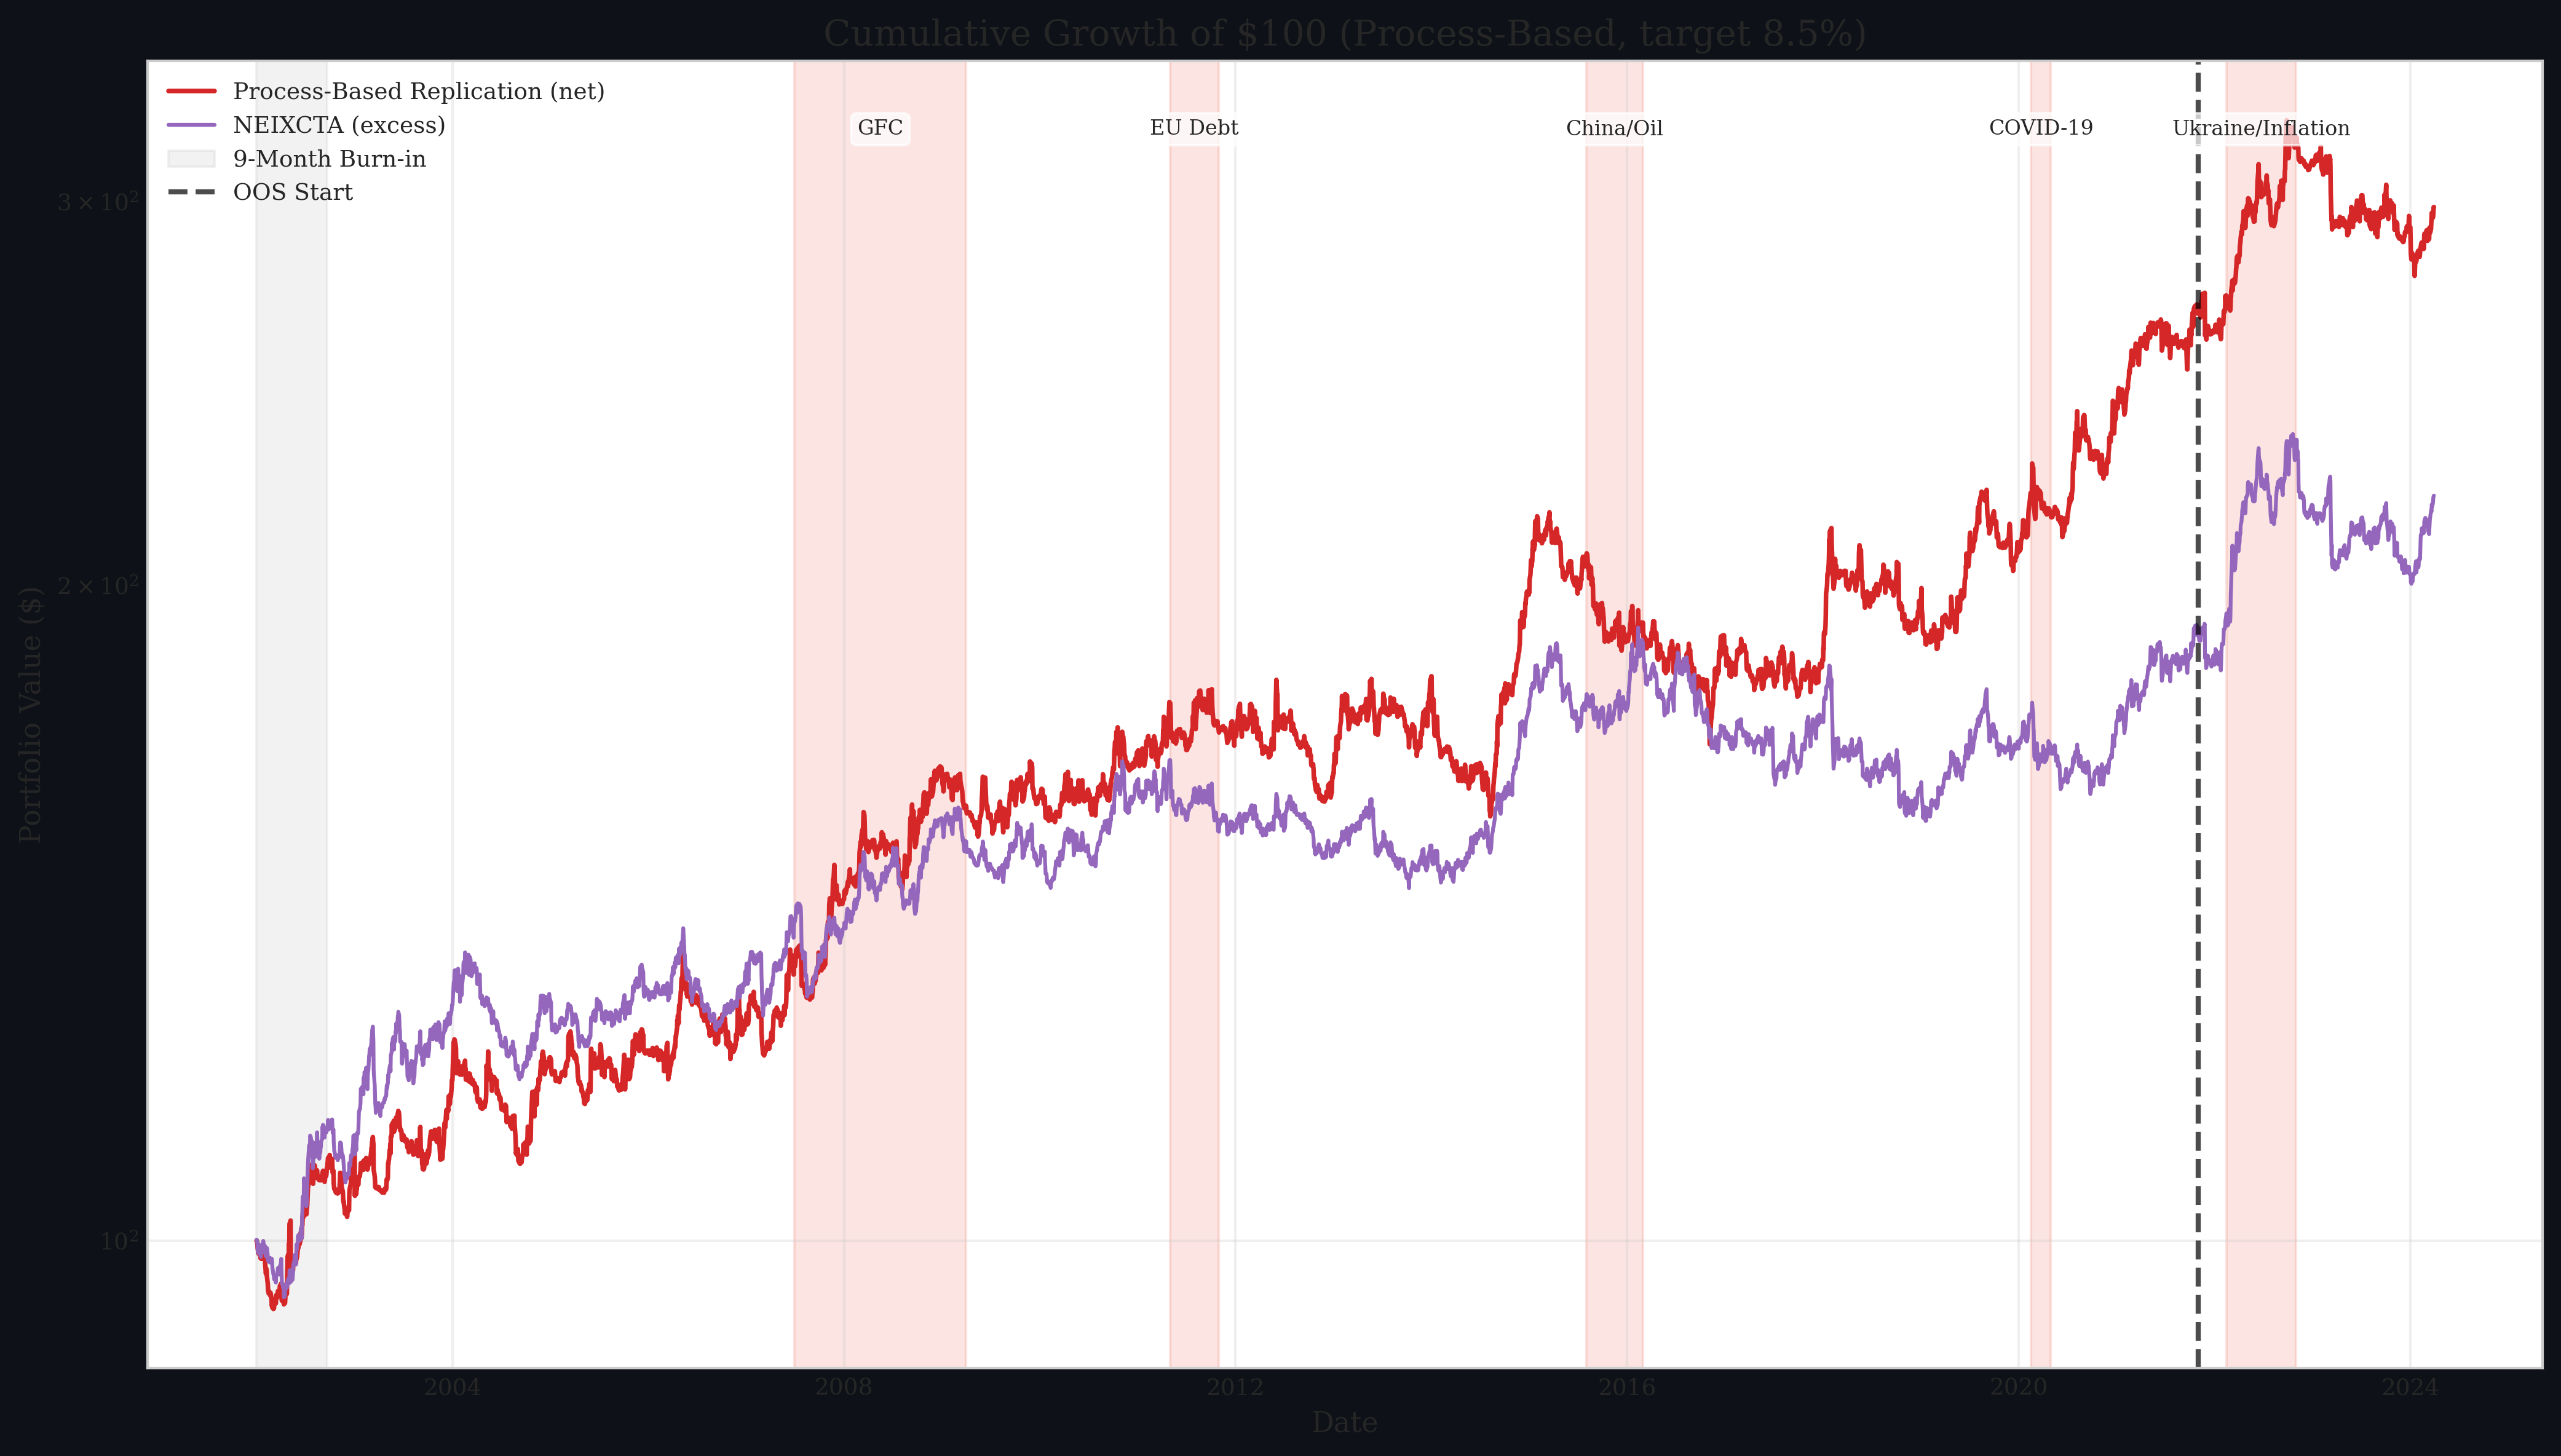 Cumulative Growth of $100 (Process-Based, target 8.5%)
Process-Based Replication (net)
NEIXCTA (excess)
9-Month Burn-in
OOS Start
GFC
EU Debt
China/Oil
COVID-19
Ukraine/Inflation
3 × 10²
2 × 10²
10²
Portfolio Value ($)
2004
2008
2012
2016
2020
2024
Date